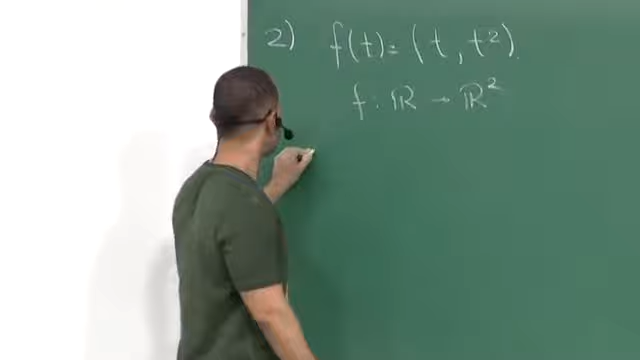 2) f(t) = (t, t²).
f : ℝ → ℝ²